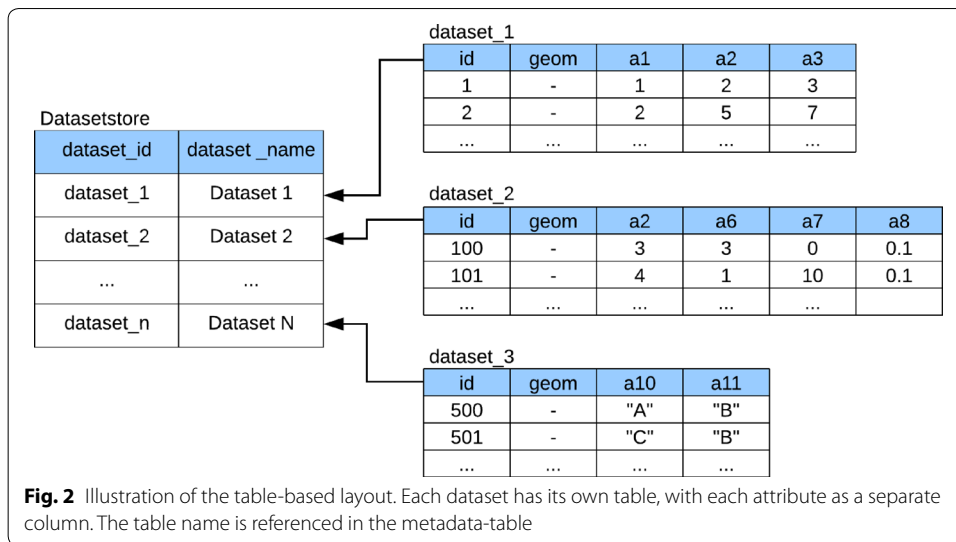 dataset_1
id geom a1 a2 a3
1 - 1 2 3
2 - 2 5 7
... ... ... ... ...
Datasetstore
dataset_id dataset _name
dataset_1 Dataset 1
dataset_2 Dataset 2
... ...
dataset_n Dataset N
dataset_2
id geom a2 a6 a7 a8
100 - 3 3 0 0.1
101 - 4 1 10 0.1
... ... ... ... ...
dataset_3
id geom a10 a11
500 - "A" "B"
501 - "C" "B"
... ... ... ...
Fig. 2 Illustration of the table-based layout. Each dataset has its own table, with each attribute as a separate
column. The table name is referenced in the metadata-table